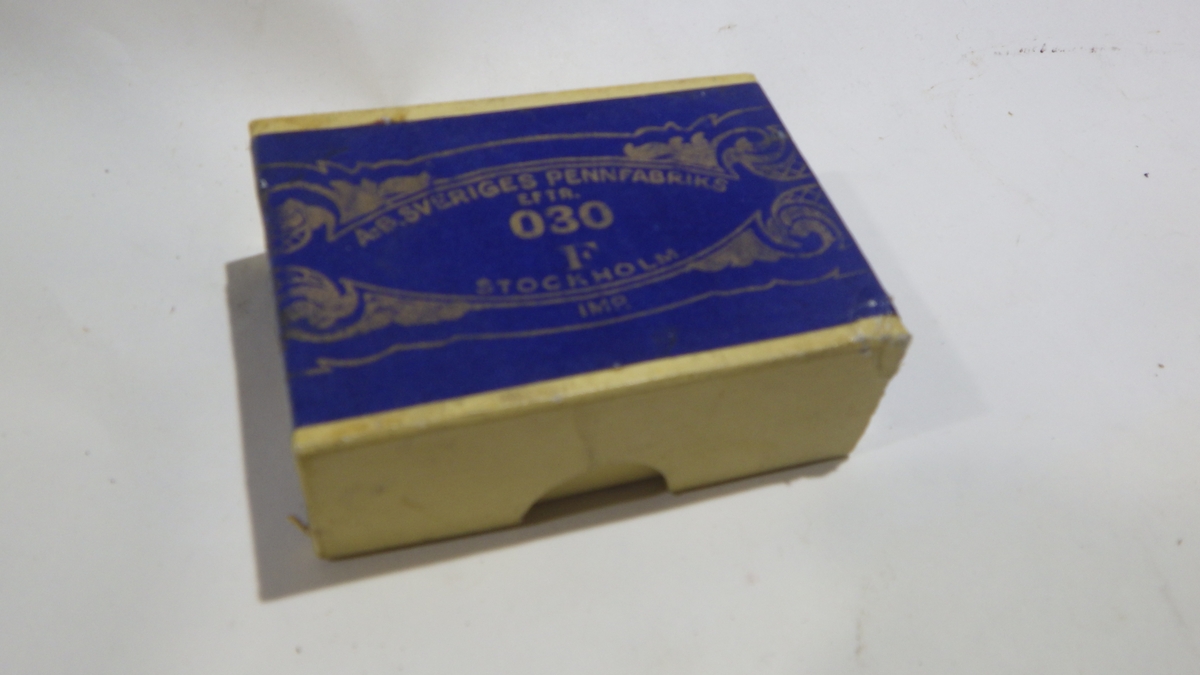 A.B. SVERIGES PENNFABRIKS
EFTR.
030
F
STOCKHOLM
IMP.